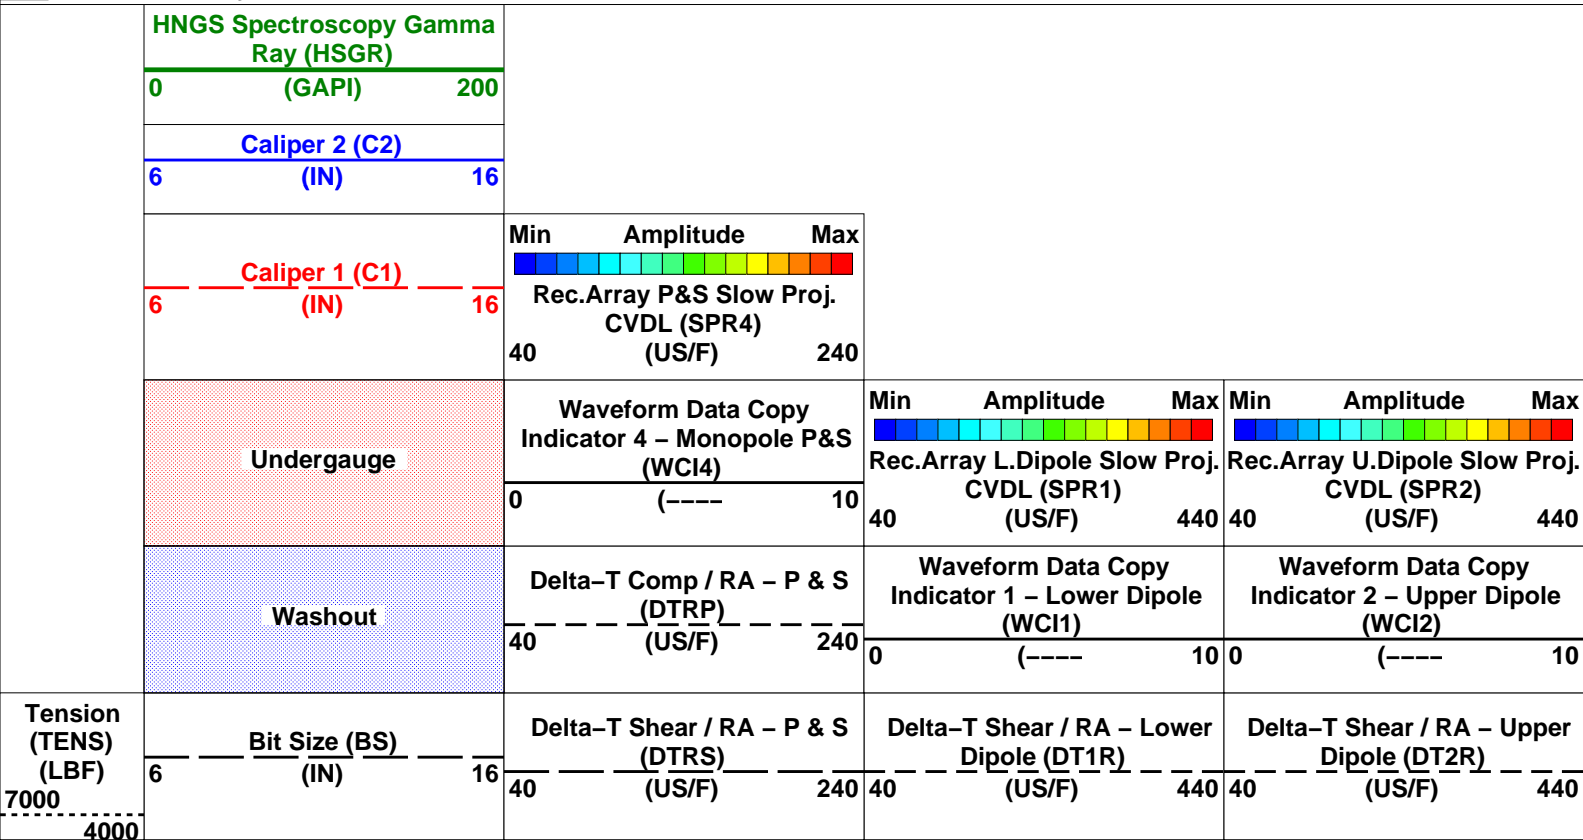 HNGS Spectroscopy Gamma
Ray (HSGR)
0 (GAPI) 200
Caliper 2 (C2)
6 (IN) 16
Caliper 1 (C1)
6 (IN) 16
Min Amplitude Max
Rec.Array P&S Slow Proj.
CVDL (SPR4)
40 (US/F) 240
Undergauge
Waveform Data Copy
Indicator 4 – Monopole P&S
(WCI4)
0 (–––– 10
Min Amplitude Max
Rec.Array L.Dipole Slow Proj.
CVDL (SPR1)
40 (US/F) 440
Min Amplitude Max
Rec.Array U.Dipole Slow Proj.
CVDL (SPR2)
40 (US/F) 440
Washout
Delta–T Comp / RA – P & S
(DTRP)
40 (US/F) 240
Waveform Data Copy
Indicator 1 – Lower Dipole
(WCI1)
0 (–––– 10
Waveform Data Copy
Indicator 2 – Upper Dipole
(WCI2)
0 (–––– 10
Tension
(TENS)
(LBF)
7000
4000
Bit Size (BS)
6 (IN) 16
Delta–T Shear / RA – P & S
(DTRS)
40 (US/F) 240
Delta–T Shear / RA – Lower
Dipole (DT1R)
40 (US/F) 440
Delta–T Shear / RA – Upper
Dipole (DT2R)
40 (US/F) 440